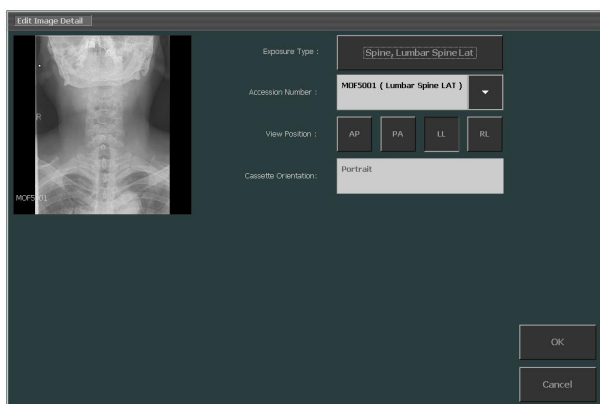 Edit Image Detail
Exposure Type :
Spine, Lumbar Spine Lat
Accession Number :
MOF5001 ( Lumbar Spine LAT )
View Position :
AP
PA
LL
RL
Cassette Orientation:
Portrait
R
MOF5001
OK
Cancel